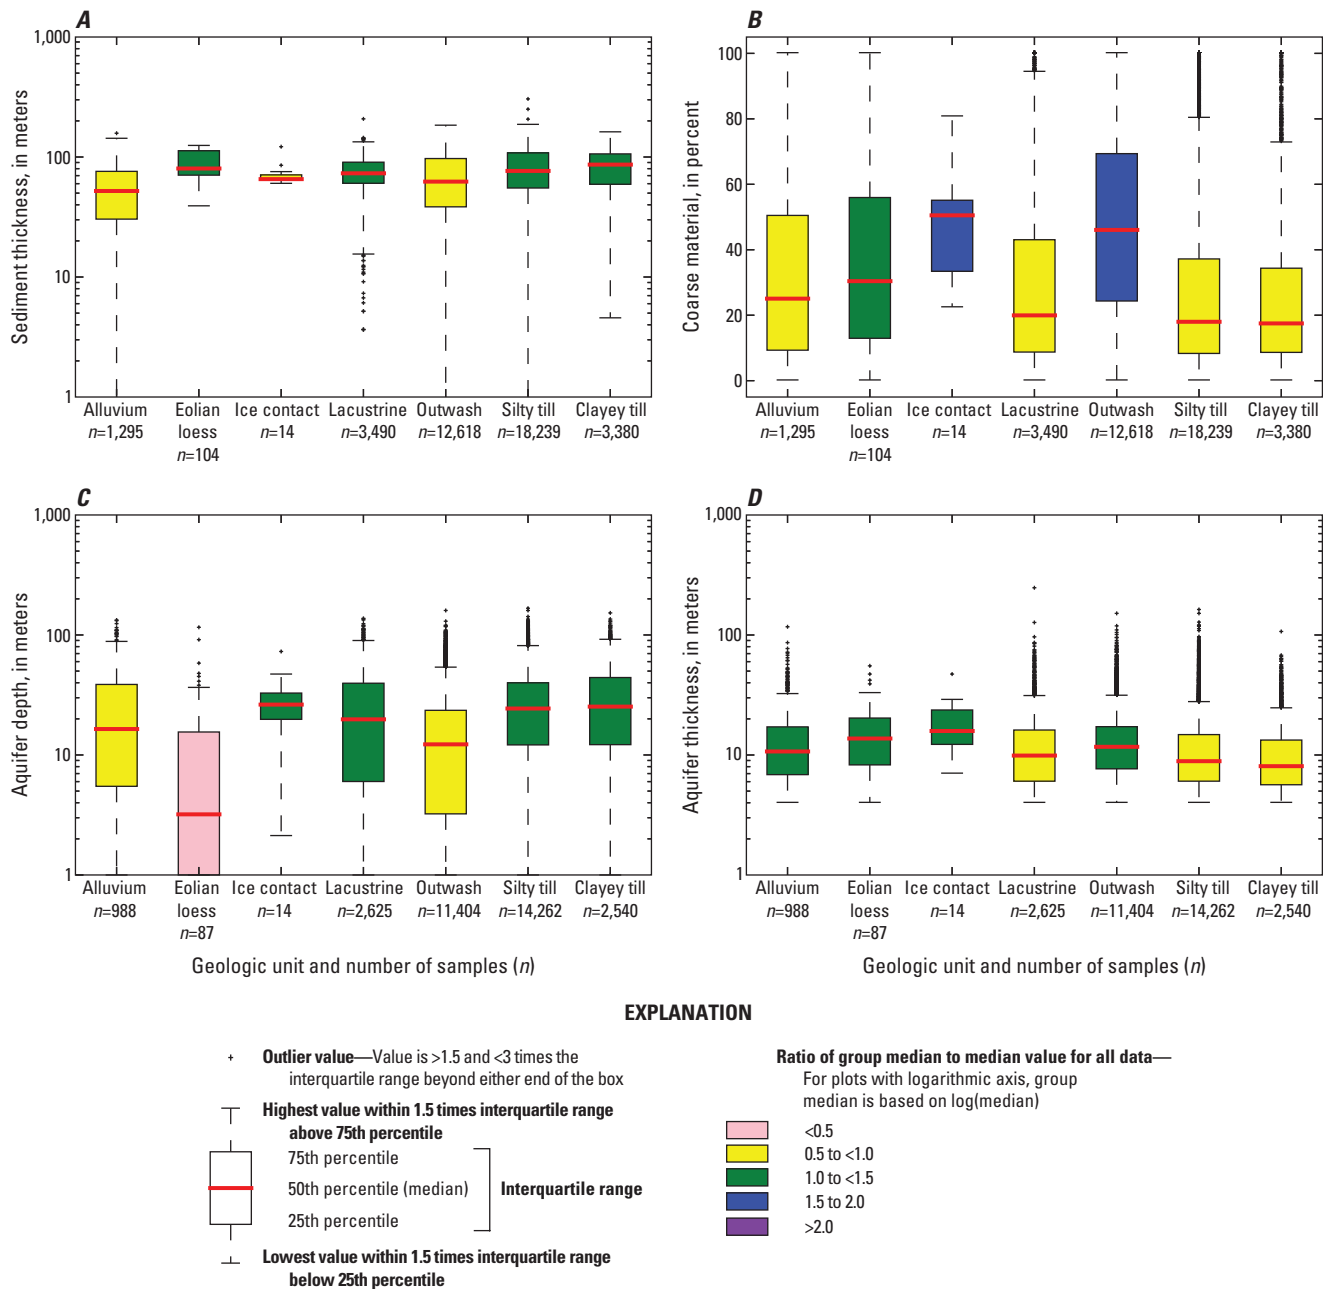 A
Sediment thickness, in meters
1,000
100
10
1
Alluvium
n=1,295
Eolian
loess
n=104
Ice contact
n=14
Lacustrine
n=3,490
Outwash
n=12,618
Silty till
n=18,239
Clayey till
n=3,380
B
Coarse material, in percent
100
80
60
40
20
0
Alluvium
n=1,295
Eolian
loess
n=104
Ice contact
n=14
Lacustrine
n=3,490
Outwash
n=12,618
Silty till
n=18,239
Clayey till
n=3,380
C
Aquifer depth, in meters
1,000
100
10
1
Alluvium
n=988
Eolian
loess
n=87
Ice contact
n=14
Lacustrine
n=2,625
Outwash
n=11,404
Silty till
n=14,262
Clayey till
n=2,540
Geologic unit and number of samples (n)
D
Aquifer thickness, in meters
1,000
100
10
1
Alluvium
n=988
Eolian
loess
n=87
Ice contact
n=14
Lacustrine
n=2,625
Outwash
n=11,404
Silty till
n=14,262
Clayey till
n=2,540
Geologic unit and number of samples (n)
EXPLANATION
Outlier value—Value is >1.5 and <3 times the
interquartile range beyond either end of the box
Highest value within 1.5 times interquartile range
above 75th percentile
75th percentile
50th percentile (median)
25th percentile
Interquartile range
Lowest value within 1.5 times interquartile range
below 25th percentile
Ratio of group median to median value for all data—
For plots with logarithmic axis, group
median is based on log(median)
<0.5
0.5 to <1.0
1.0 to <1.5
1.5 to 2.0
>2.0